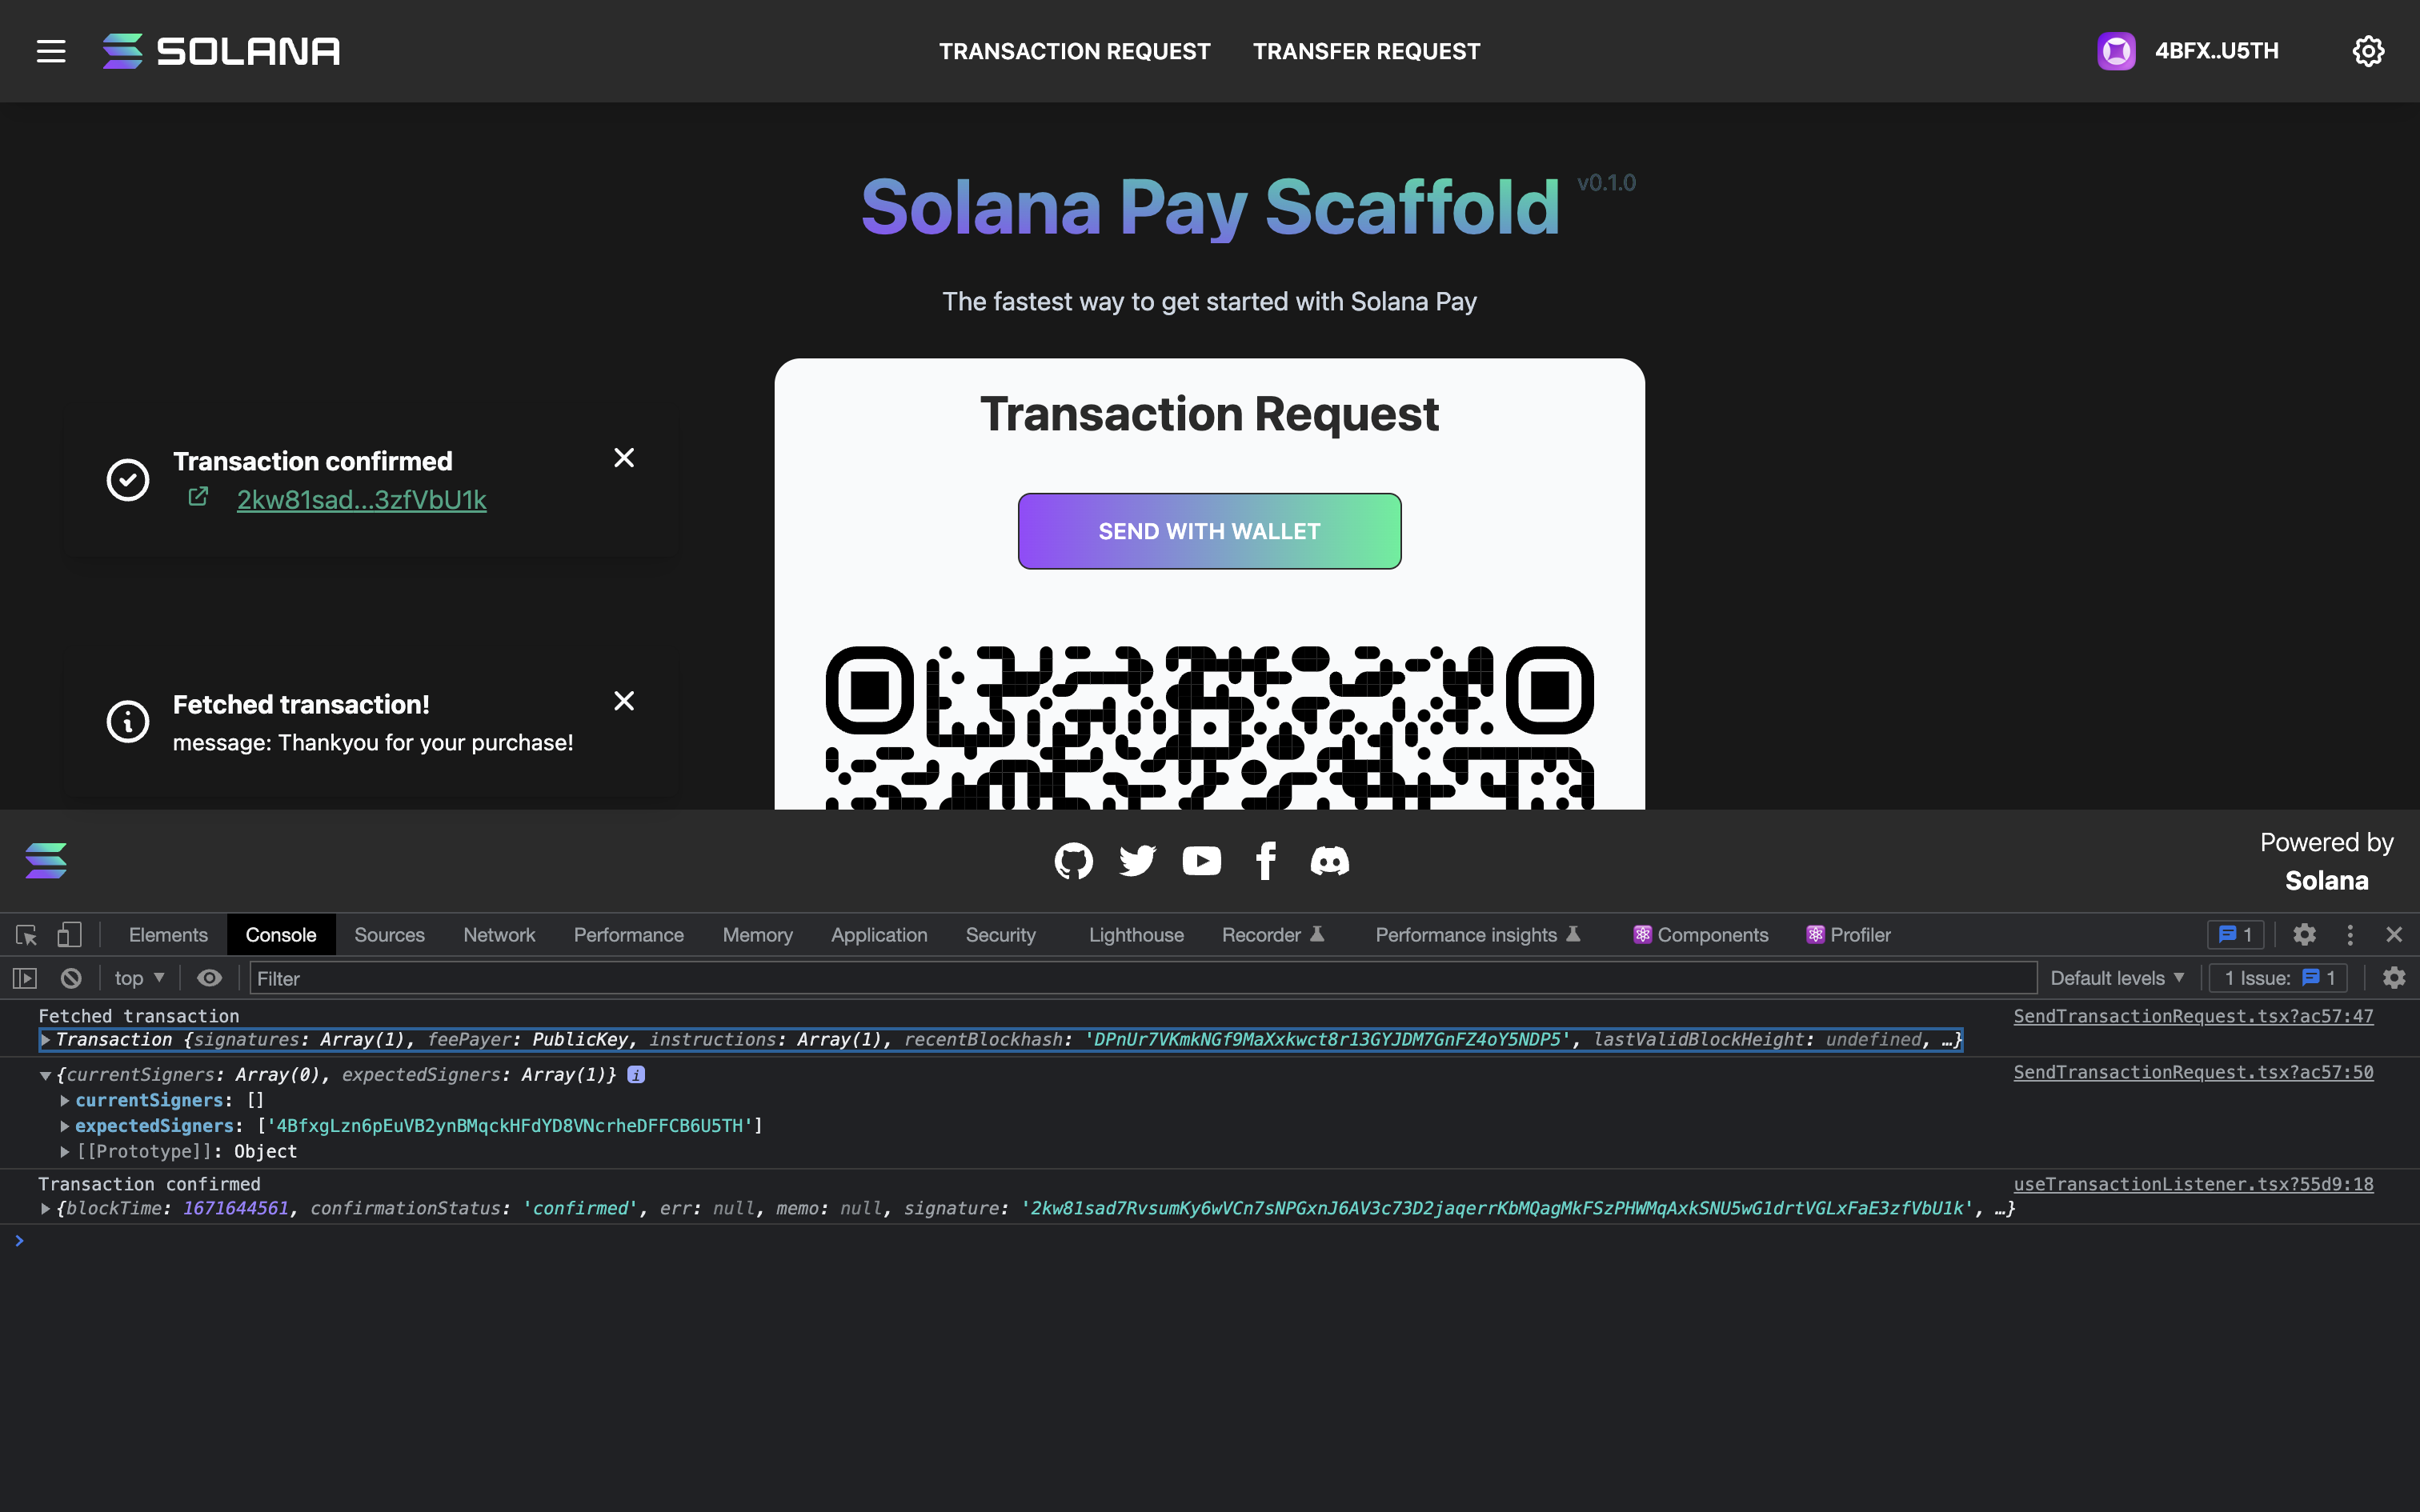 SOLANA
TRANSACTION REQUEST TRANSFER REQUEST
4BFX..U5TH
Solana Pay Scaffold v0.1.0
The fastest way to get started with Solana Pay
Transaction Request
SEND WITH WALLET
Transaction confirmed
2kw81sad...3zfVbU1k
Fetched transaction!
message: Thankyou for your purchase!
Powered by
Solana
Elements Console Sources Network Performance Memory Application Security Lighthouse Recorder Performance insights Components Profiler 1
top Filter Default levels 1 Issue: 1
Fetched transaction SendTransactionRequest.tsx?ac57:47
Transaction {signatures: Array(1), feePayer: PublicKey, instructions: Array(1), recentBlockhash: 'DPnUr7VKmkNGf9MaXxkwct8r13GYJDM7GnFZ4oY5NDP5', lastValidBlockHeight: undefined, …}
{currentSigners: Array(0), expectedSigners: Array(1)} i SendTransactionRequest.tsx?ac57:50
currentSigners: []
expectedSigners: ['4BfxgLzn6pEuVB2ynBMqckHFdYD8VNcrheDFFCB6U5TH']
[[Prototype]]: Object
Transaction confirmed useTransactionListener.tsx?55d9:18
{blockTime: 1671644561, confirmationStatus: 'confirmed', err: null, memo: null, signature: '2kw81sad7RvsumKy6wVCn7sNPGxnJ6AV3c73D2jaqerrKbMQagMkFSzPHWMqAxkSNU5wG1drtVGLxFaE3zfVbU1k', …}